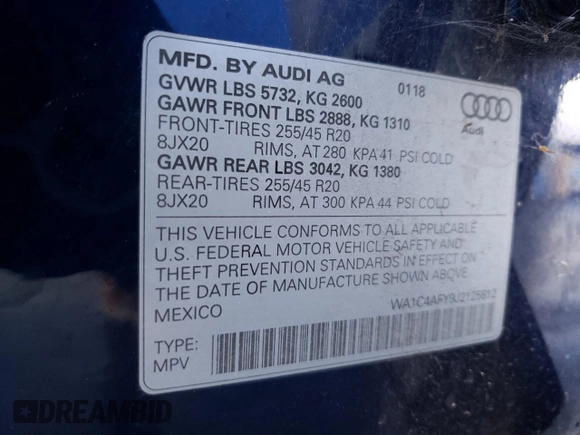 MFD. BY AUDI AG 0118
GVWR LBS 5732, KG 2600
GAWR FRONT LBS 2888, KG 1310
Audi
FRONT-TIRES 255/45 R20
8JX20 RIMS, AT 280 KPA 41 PSI COLD
GAWR REAR LBS 3042, KG 1380
REAR-TIRES 255/45 R20
8JX20 RIMS, AT 300 KPA 44 PSI COLD
THIS VEHICLE CONFORMS TO ALL APPLICABLE
U.S. FEDERAL MOTOR VEHICLE SAFETY AND
THEFT PREVENTION STANDARDS IN EFFECT ON
THE DATE OF MANUFACTURE SHOWN ABOVE.
MEXICO
TYPE:
MPV
DREAMBID